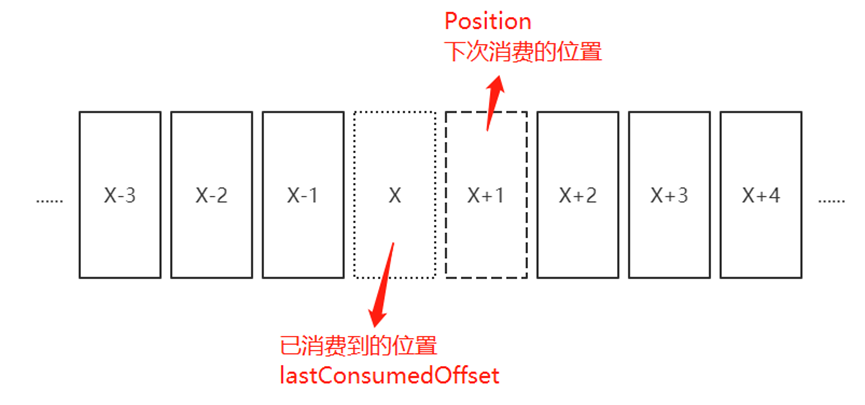 Position
下次消费的位置
...... X-3 X-2 X-1 X X+1 X+2 X+3 X+4 ......
已消费到的位置
lastConsumedOffset